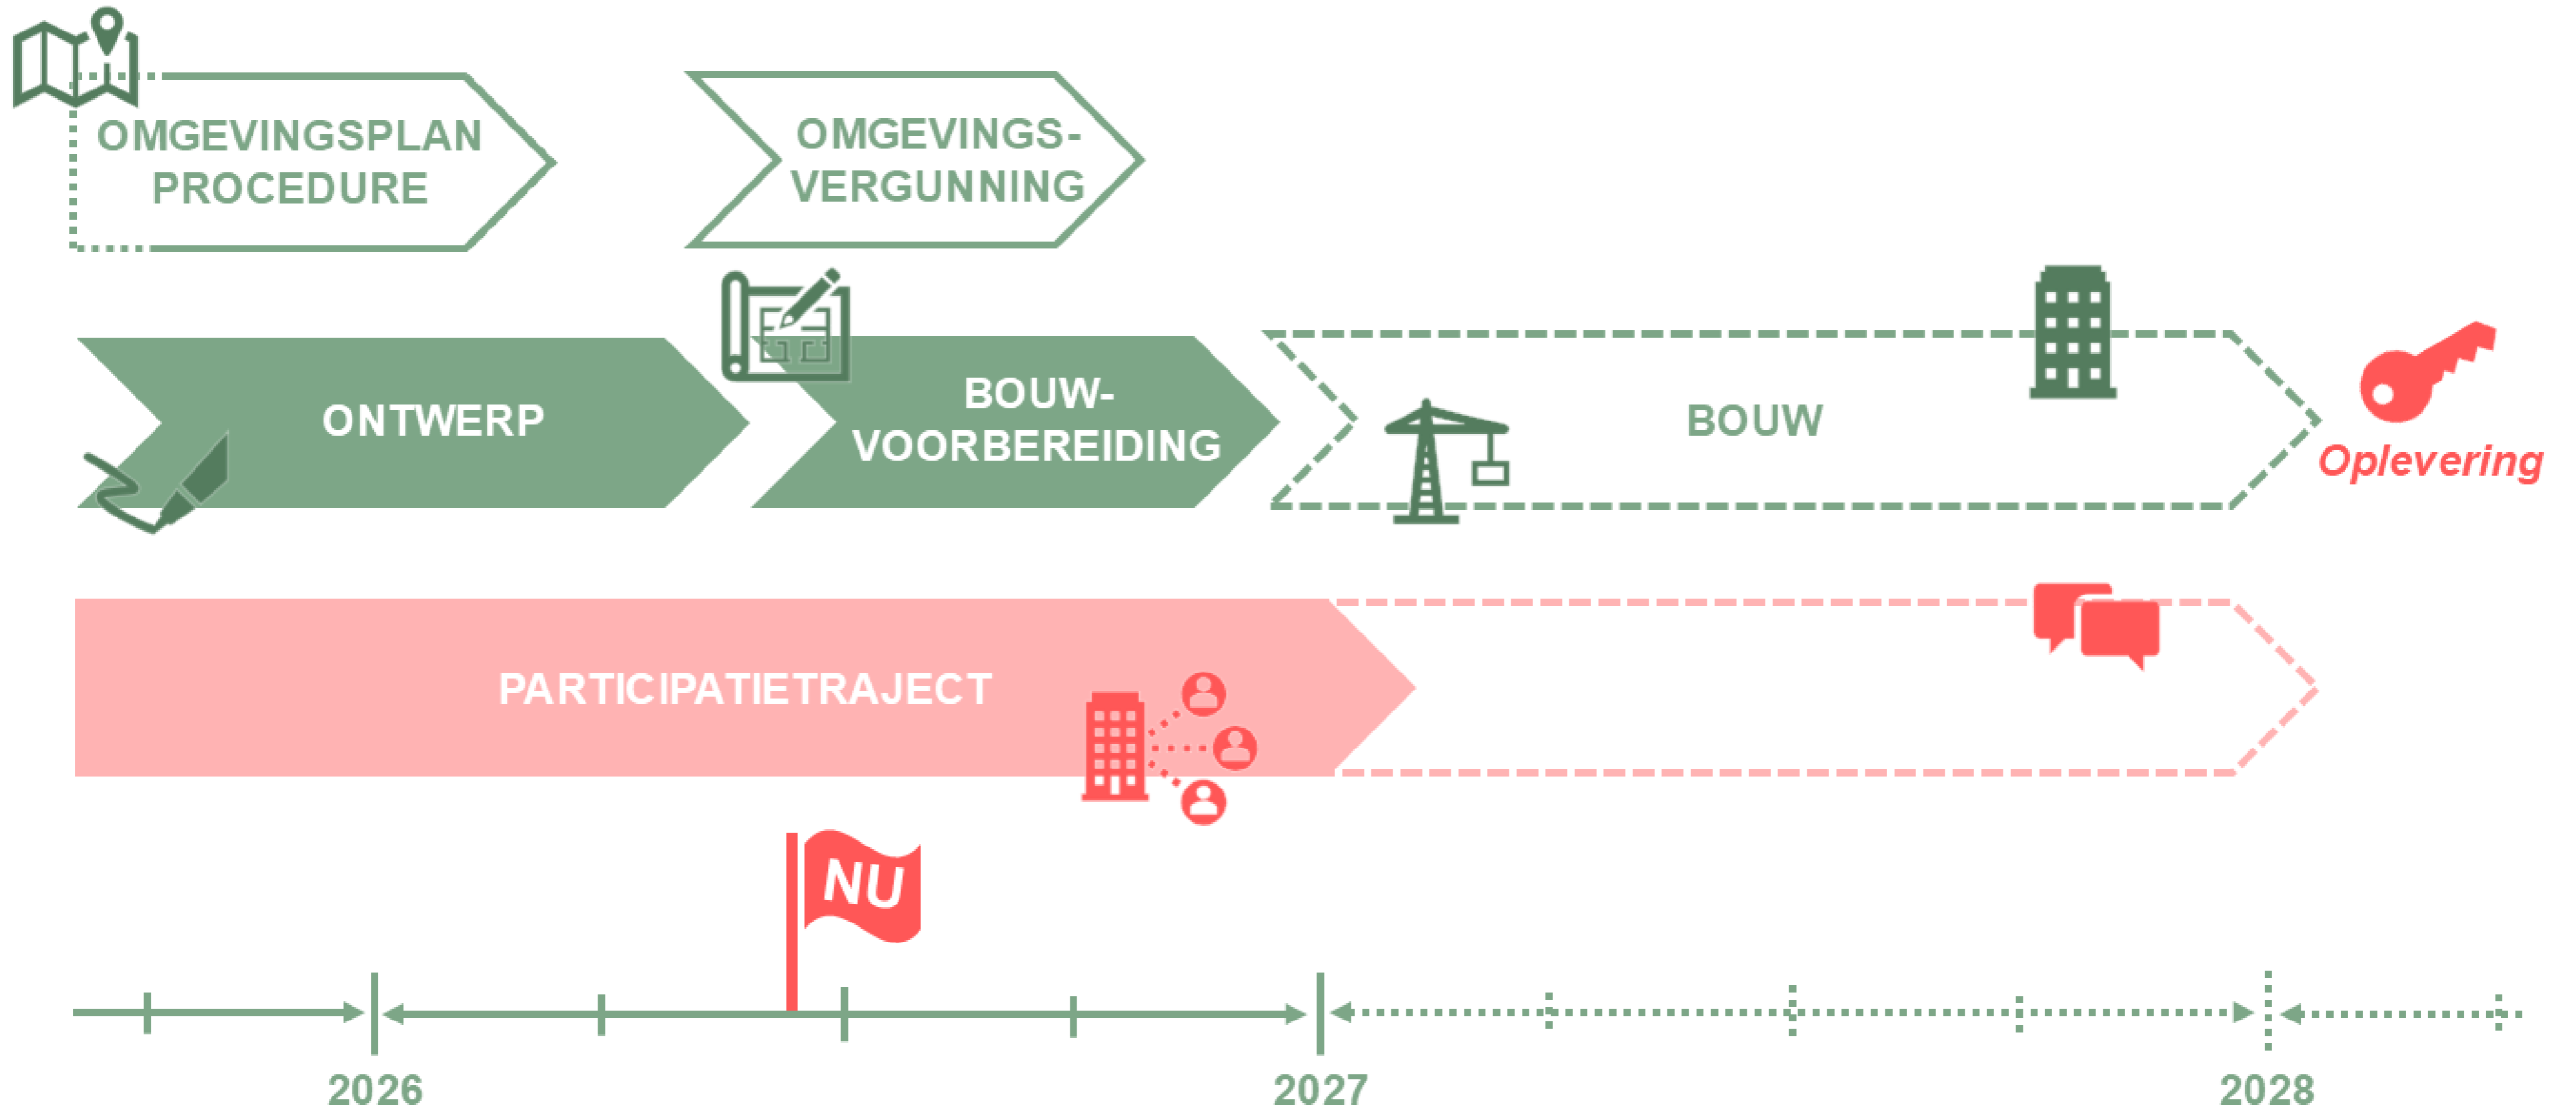 OMGEVINGSPLAN
PROCEDURE
OMGEVINGS-
VERGUNNING
ONTWERP
BOUW-
VOORBEREIDING
BOUW
Oplevering
PARTICIPATIETRAJECT
NU
2026
2027
2028